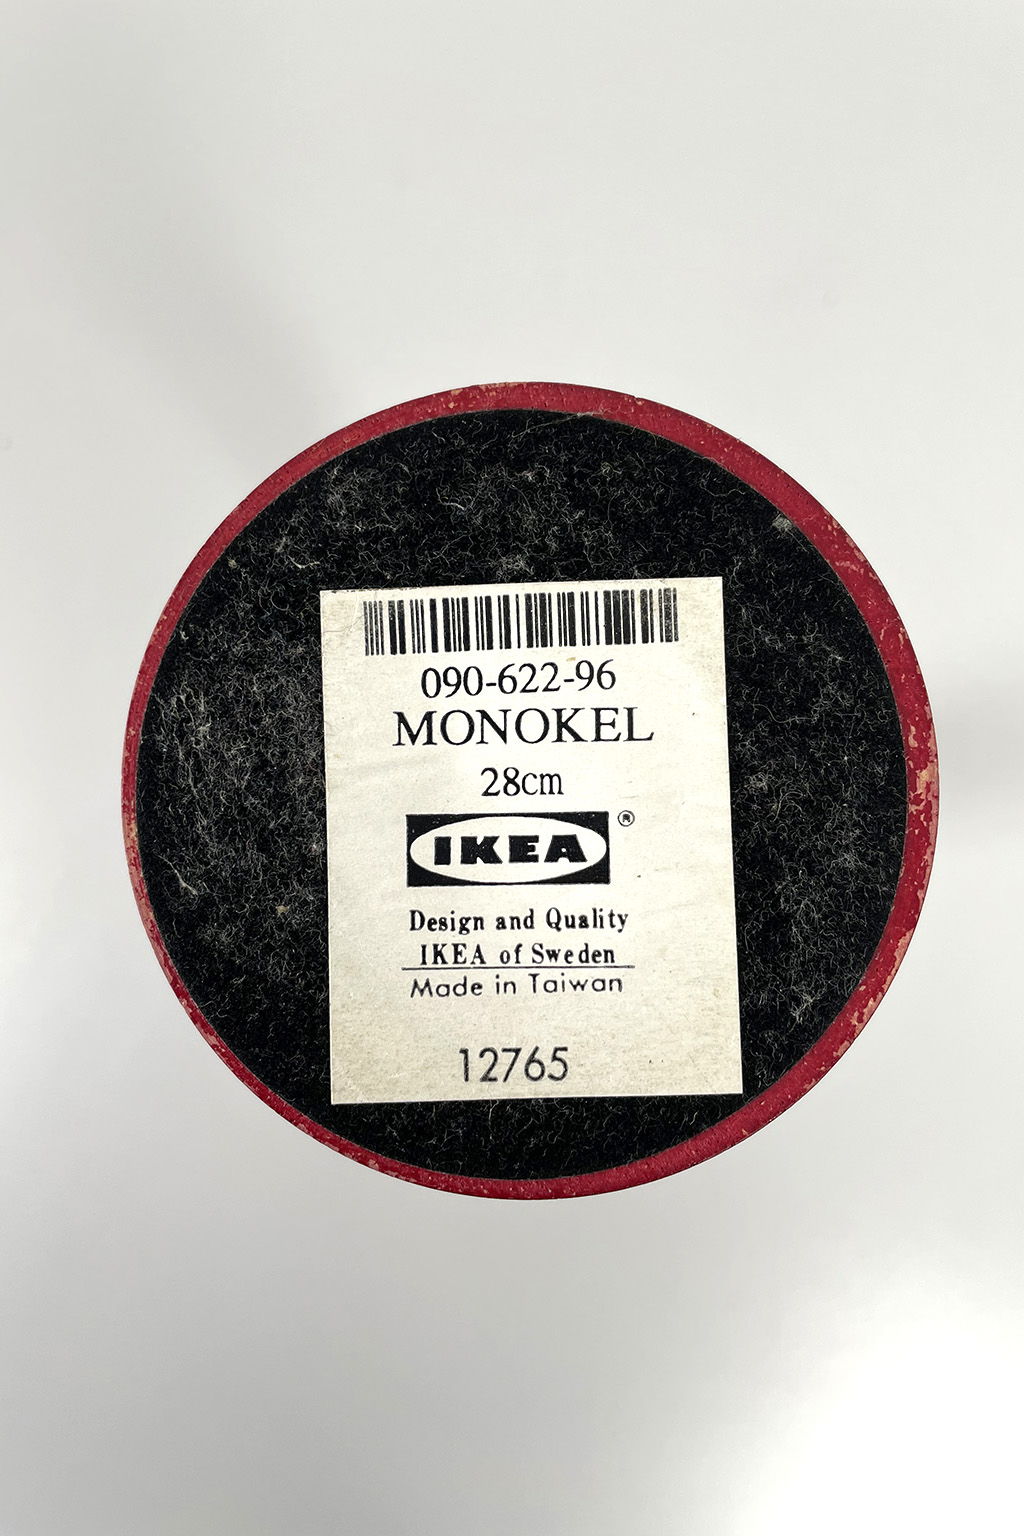 090-622-96
MONOKEL
28cm
IKEA®
Design and Quality
IKEA of Sweden
Made in Taiwan
12765